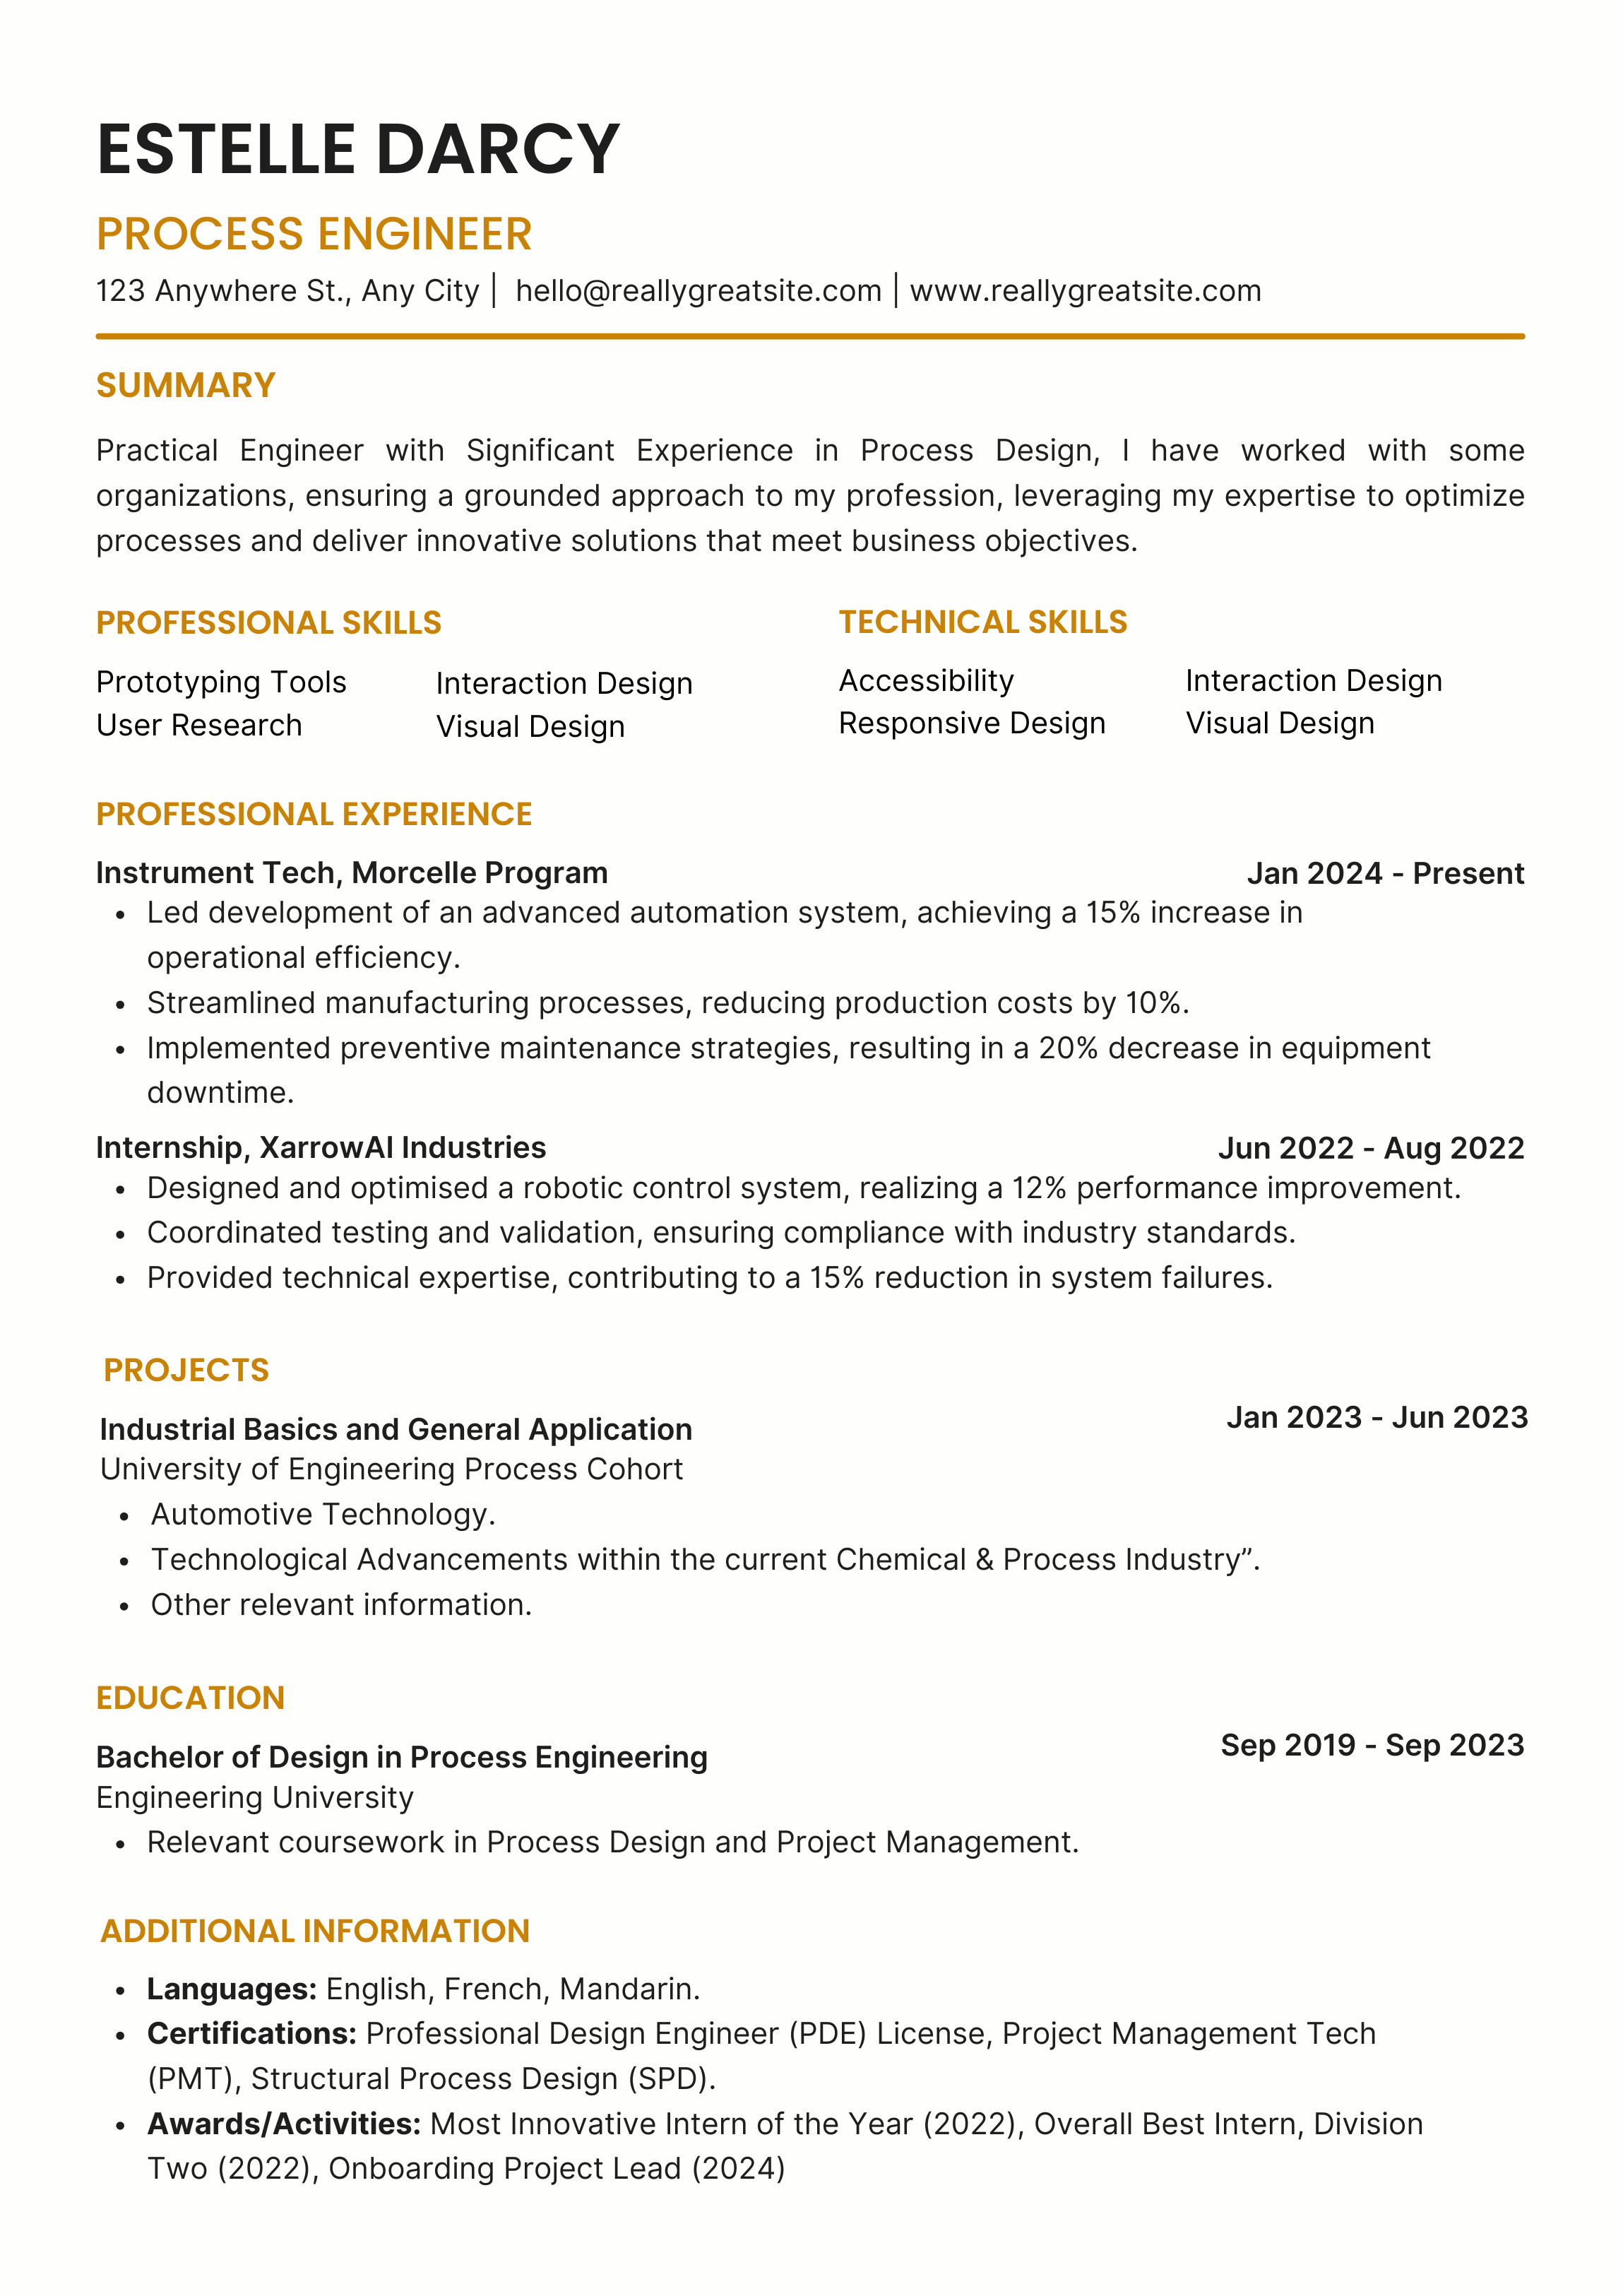 ESTELLE DARCY
PROCESS ENGINEER
123 Anywhere St., Any City | hello@reallygreatsite.com | www.reallygreatsite.com
SUMMARY
Practical Engineer with Significant Experience in Process Design, I have worked with some
organizations, ensuring a grounded approach to my profession, leveraging my expertise to optimize
processes and deliver innovative solutions that meet business objectives.
PROFESSIONAL SKILLS
Prototyping Tools
User Research
Interaction Design
Visual Design
TECHNICAL SKILLS
Accessibility
Responsive Design
Interaction Design
Visual Design
PROFESSIONAL EXPERIENCE
Instrument Tech, Morcelle Program
Jan 2024 - Present
• Led development of an advanced automation system, achieving a 15% increase in
operational efficiency.
• Streamlined manufacturing processes, reducing production costs by 10%.
• Implemented preventive maintenance strategies, resulting in a 20% decrease in equipment
downtime.
Internship, XarrowAI Industries
Jun 2022 - Aug 2022
• Designed and optimised a robotic control system, realizing a 12% performance improvement.
• Coordinated testing and validation, ensuring compliance with industry standards.
• Provided technical expertise, contributing to a 15% reduction in system failures.
PROJECTS
Industrial Basics and General Application
Jan 2023 - Jun 2023
University of Engineering Process Cohort
• Automotive Technology.
• Technological Advancements within the current Chemical & Process Industry”.
• Other relevant information.
EDUCATION
Bachelor of Design in Process Engineering
Sep 2019 - Sep 2023
Engineering University
• Relevant coursework in Process Design and Project Management.
ADDITIONAL INFORMATION
• Languages: English, French, Mandarin.
• Certifications: Professional Design Engineer (PDE) License, Project Management Tech
(PMT), Structural Process Design (SPD).
• Awards/Activities: Most Innovative Intern of the Year (2022), Overall Best Intern, Division
Two (2022), Onboarding Project Lead (2024)